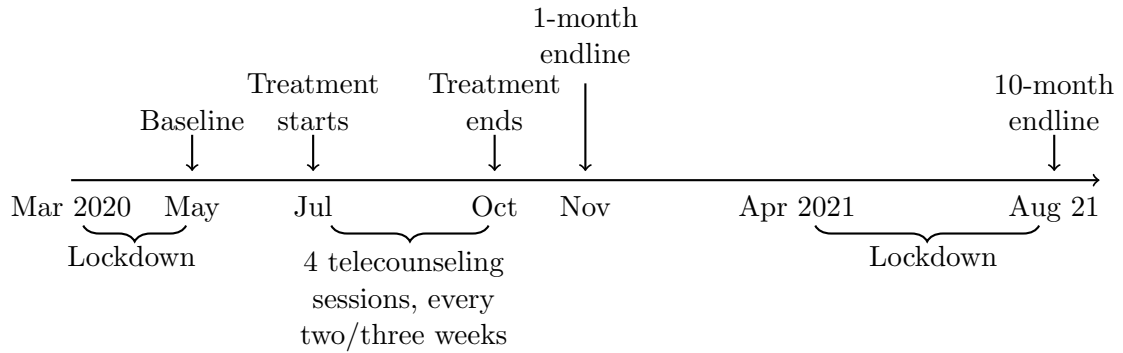 1-month
endline
Treatment
starts
Treatment
ends
10-month
endline
Baseline
Mar 2020
May
Jul
Oct
Nov
Apr 2021
Aug 21
Lockdown
4 telecounseling
sessions, every
two/three weeks
Lockdown